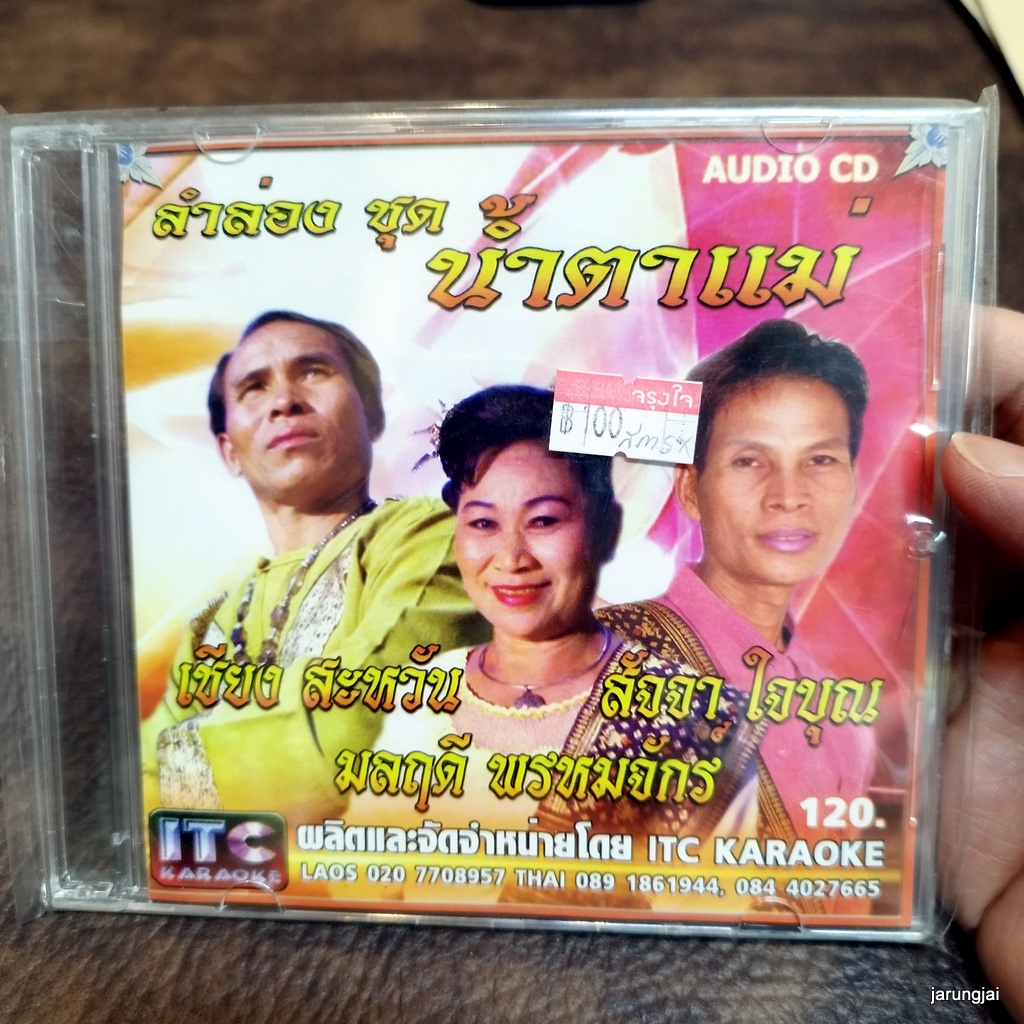 AUDIO CD
ลำล่อง ชุด
น้ำตาแม่
จรุงใจ
฿100
เชียง สะหวัน
สัจจา ใจบุญ
มลฤดี พรหมจักร
120.
ITC
KARAOKE
ผลิตและจัดจำหน่ายโดย ITC KARAOKE
LAOS 020 7708957 THAI 089 1861944, 084 4027665
jarungjai